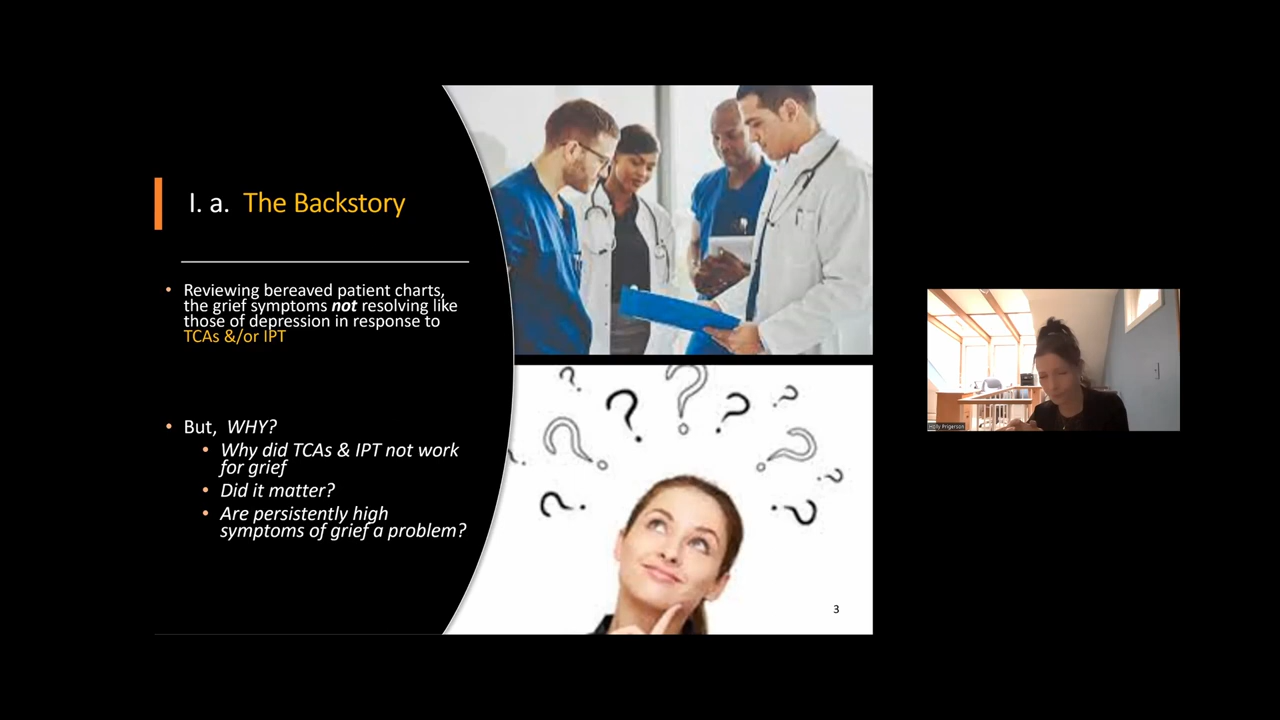 I. a. The Backstory
• Reviewing bereaved patient charts,
the grief symptoms not resolving like
those of depression in response to
TCAs &/or IPT
• But, WHY?
• Why did TCAs & IPT not work
for grief
• Did it matter?
• Are persistently high
symptoms of grief a problem?
? ? ? ? ? ? ? ? ? ?
3
Holly Prigerson